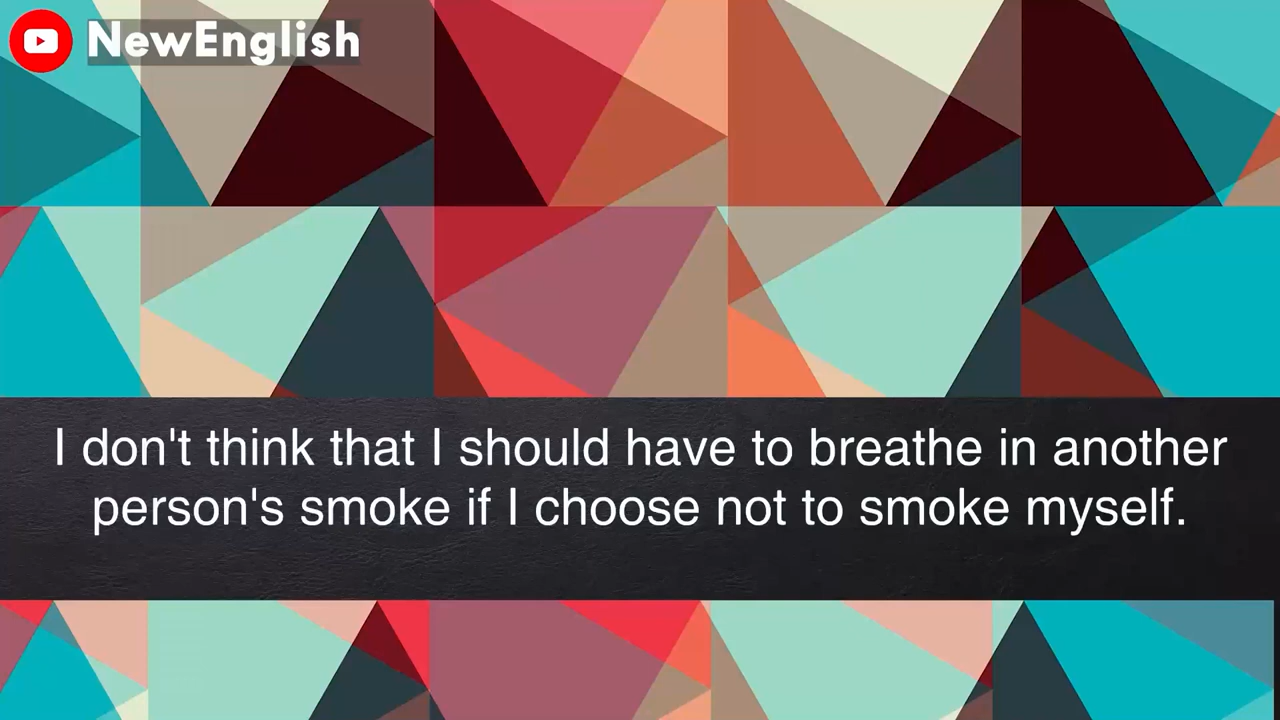 NewEnglish
I don't think that I should have to breathe in another
person's smoke if I choose not to smoke myself.